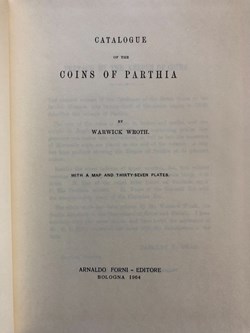 CATALOGUE
OF THE
COINS OF PARTHIA
BY
WARWICK WROTH.
WITH A MAP AND THIRTY-SEVEN PLATES.
ARNALDO FORNI - EDITORE
BOLOGNA 1964